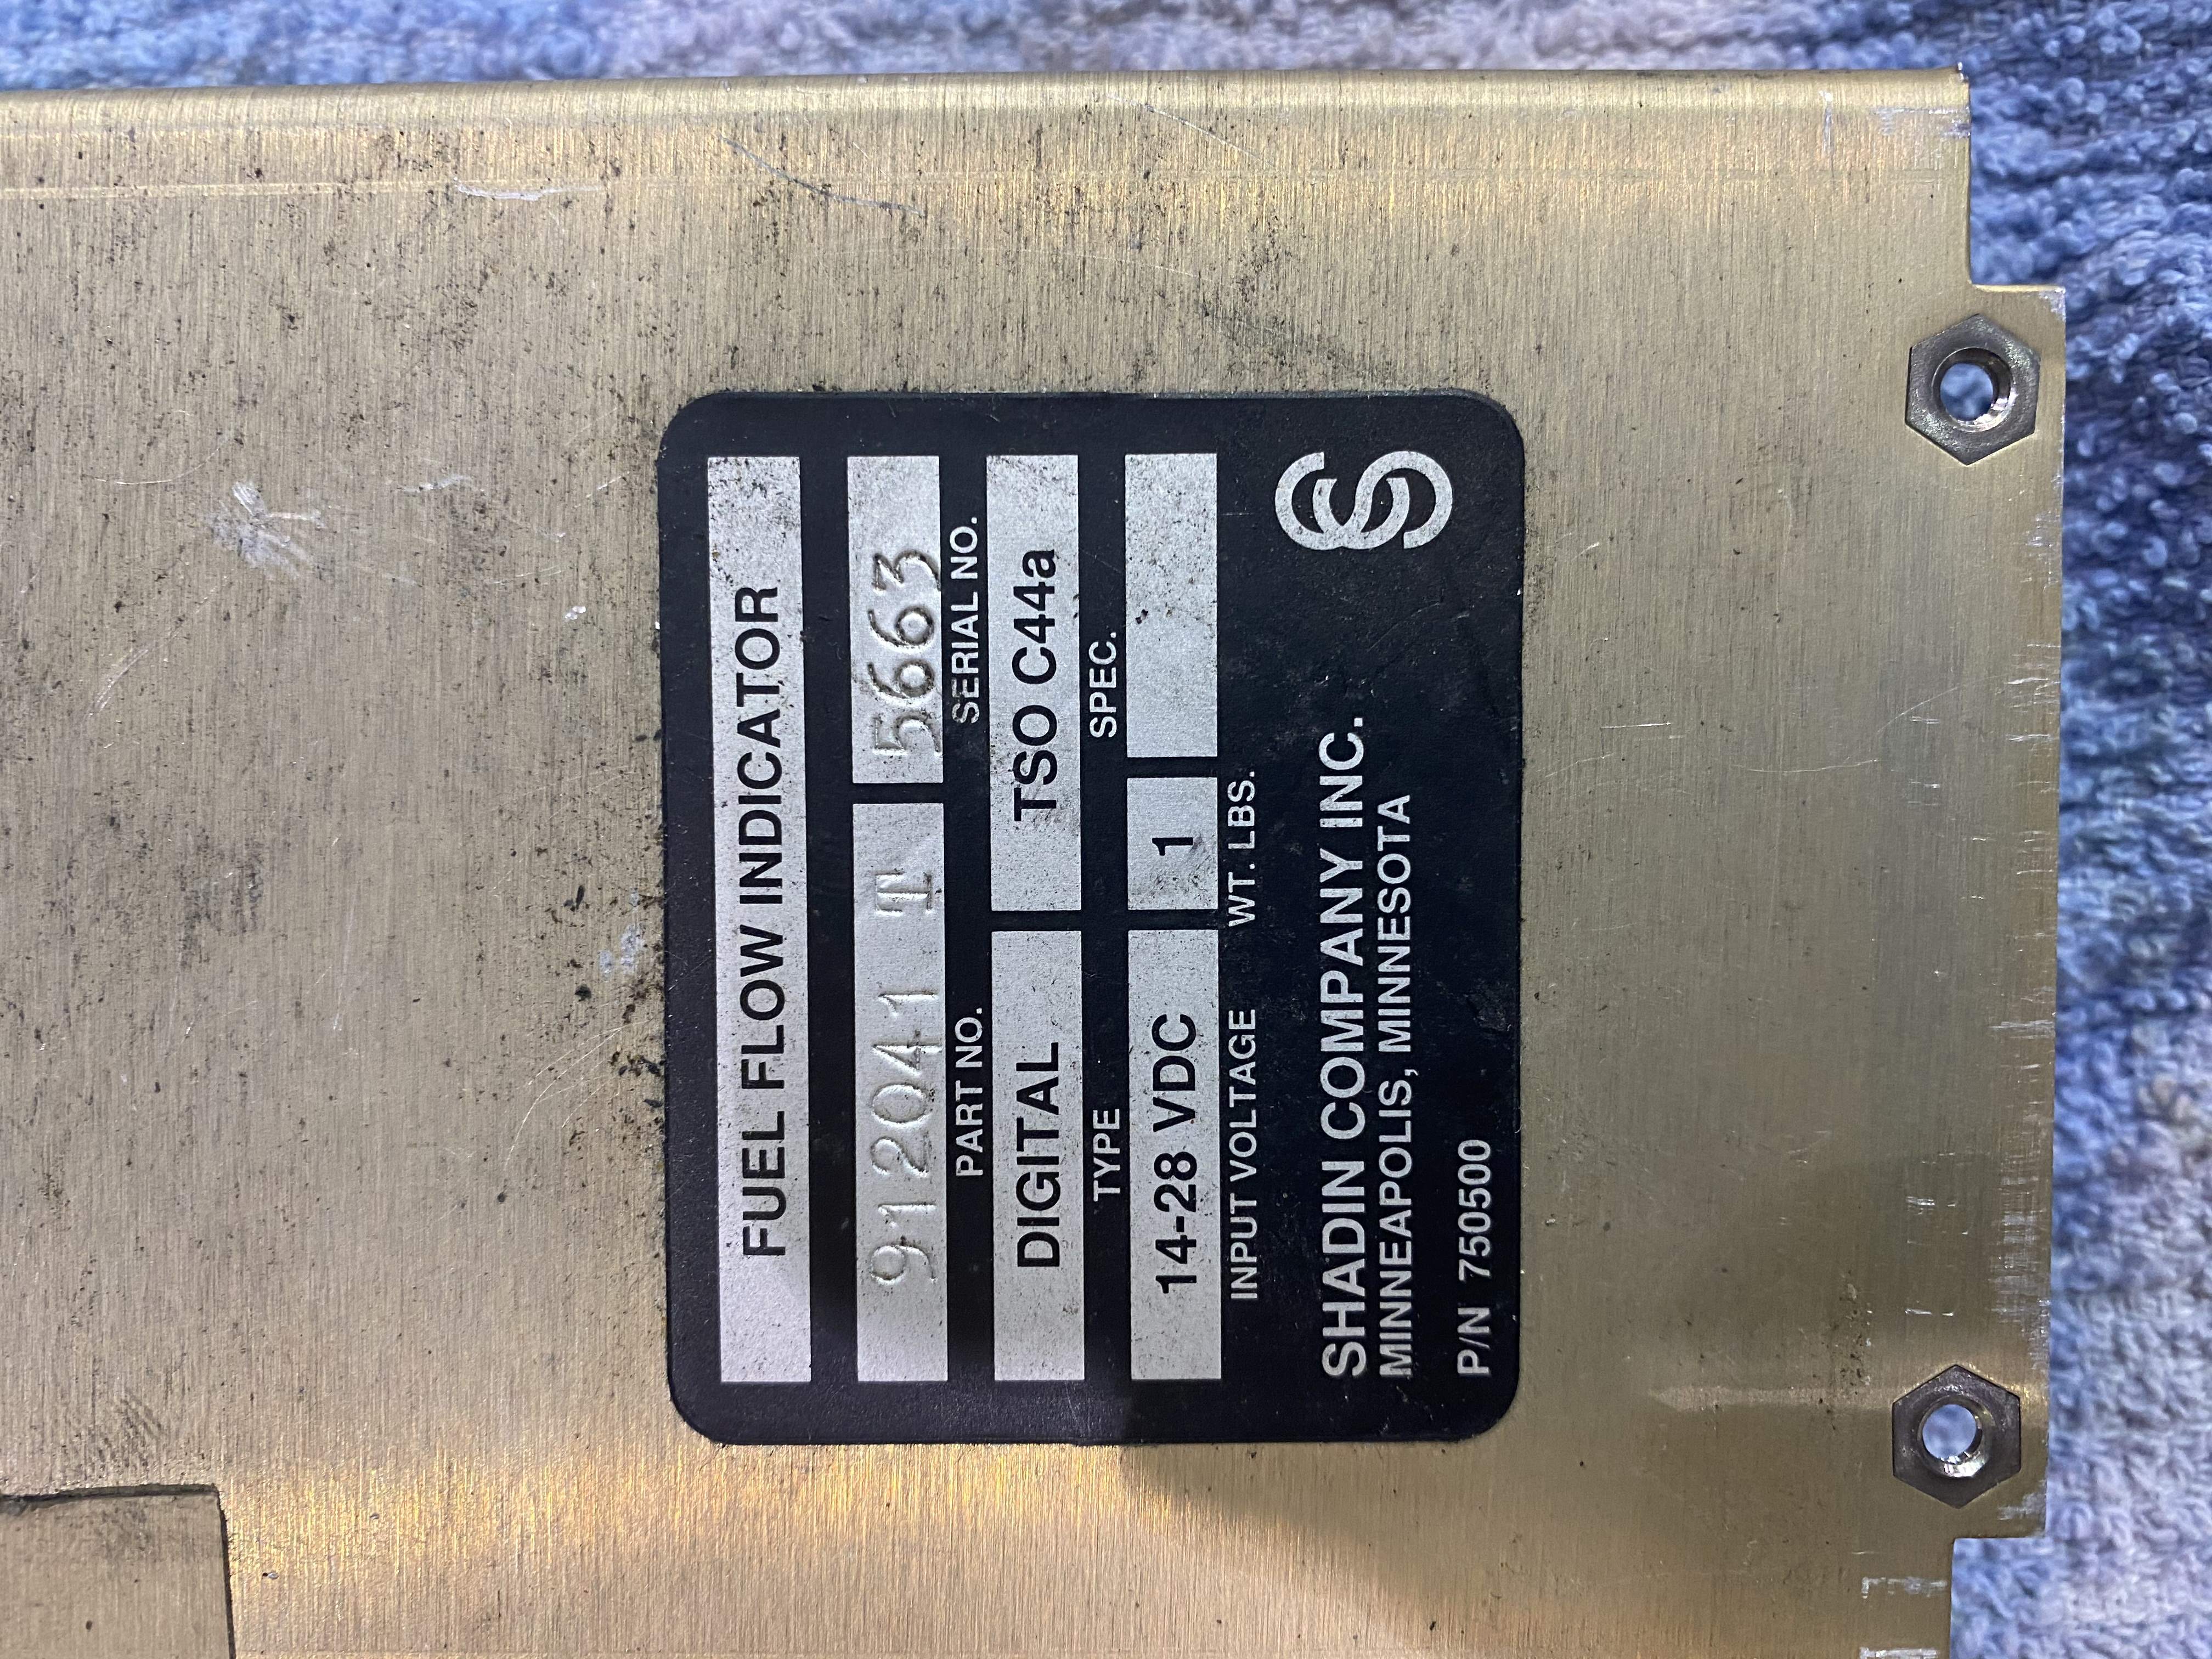 FUEL FLOW INDICATOR
912041 T 5663
PART NO. SERIAL NO.
DIGITAL TSO C44a
TYPE SPEC.
14-28 VDC 1
INPUT VOLTAGE WT. LBS.
SHADIN COMPANY INC.
MINNEAPOLIS, MINNESOTA
P/N 750500